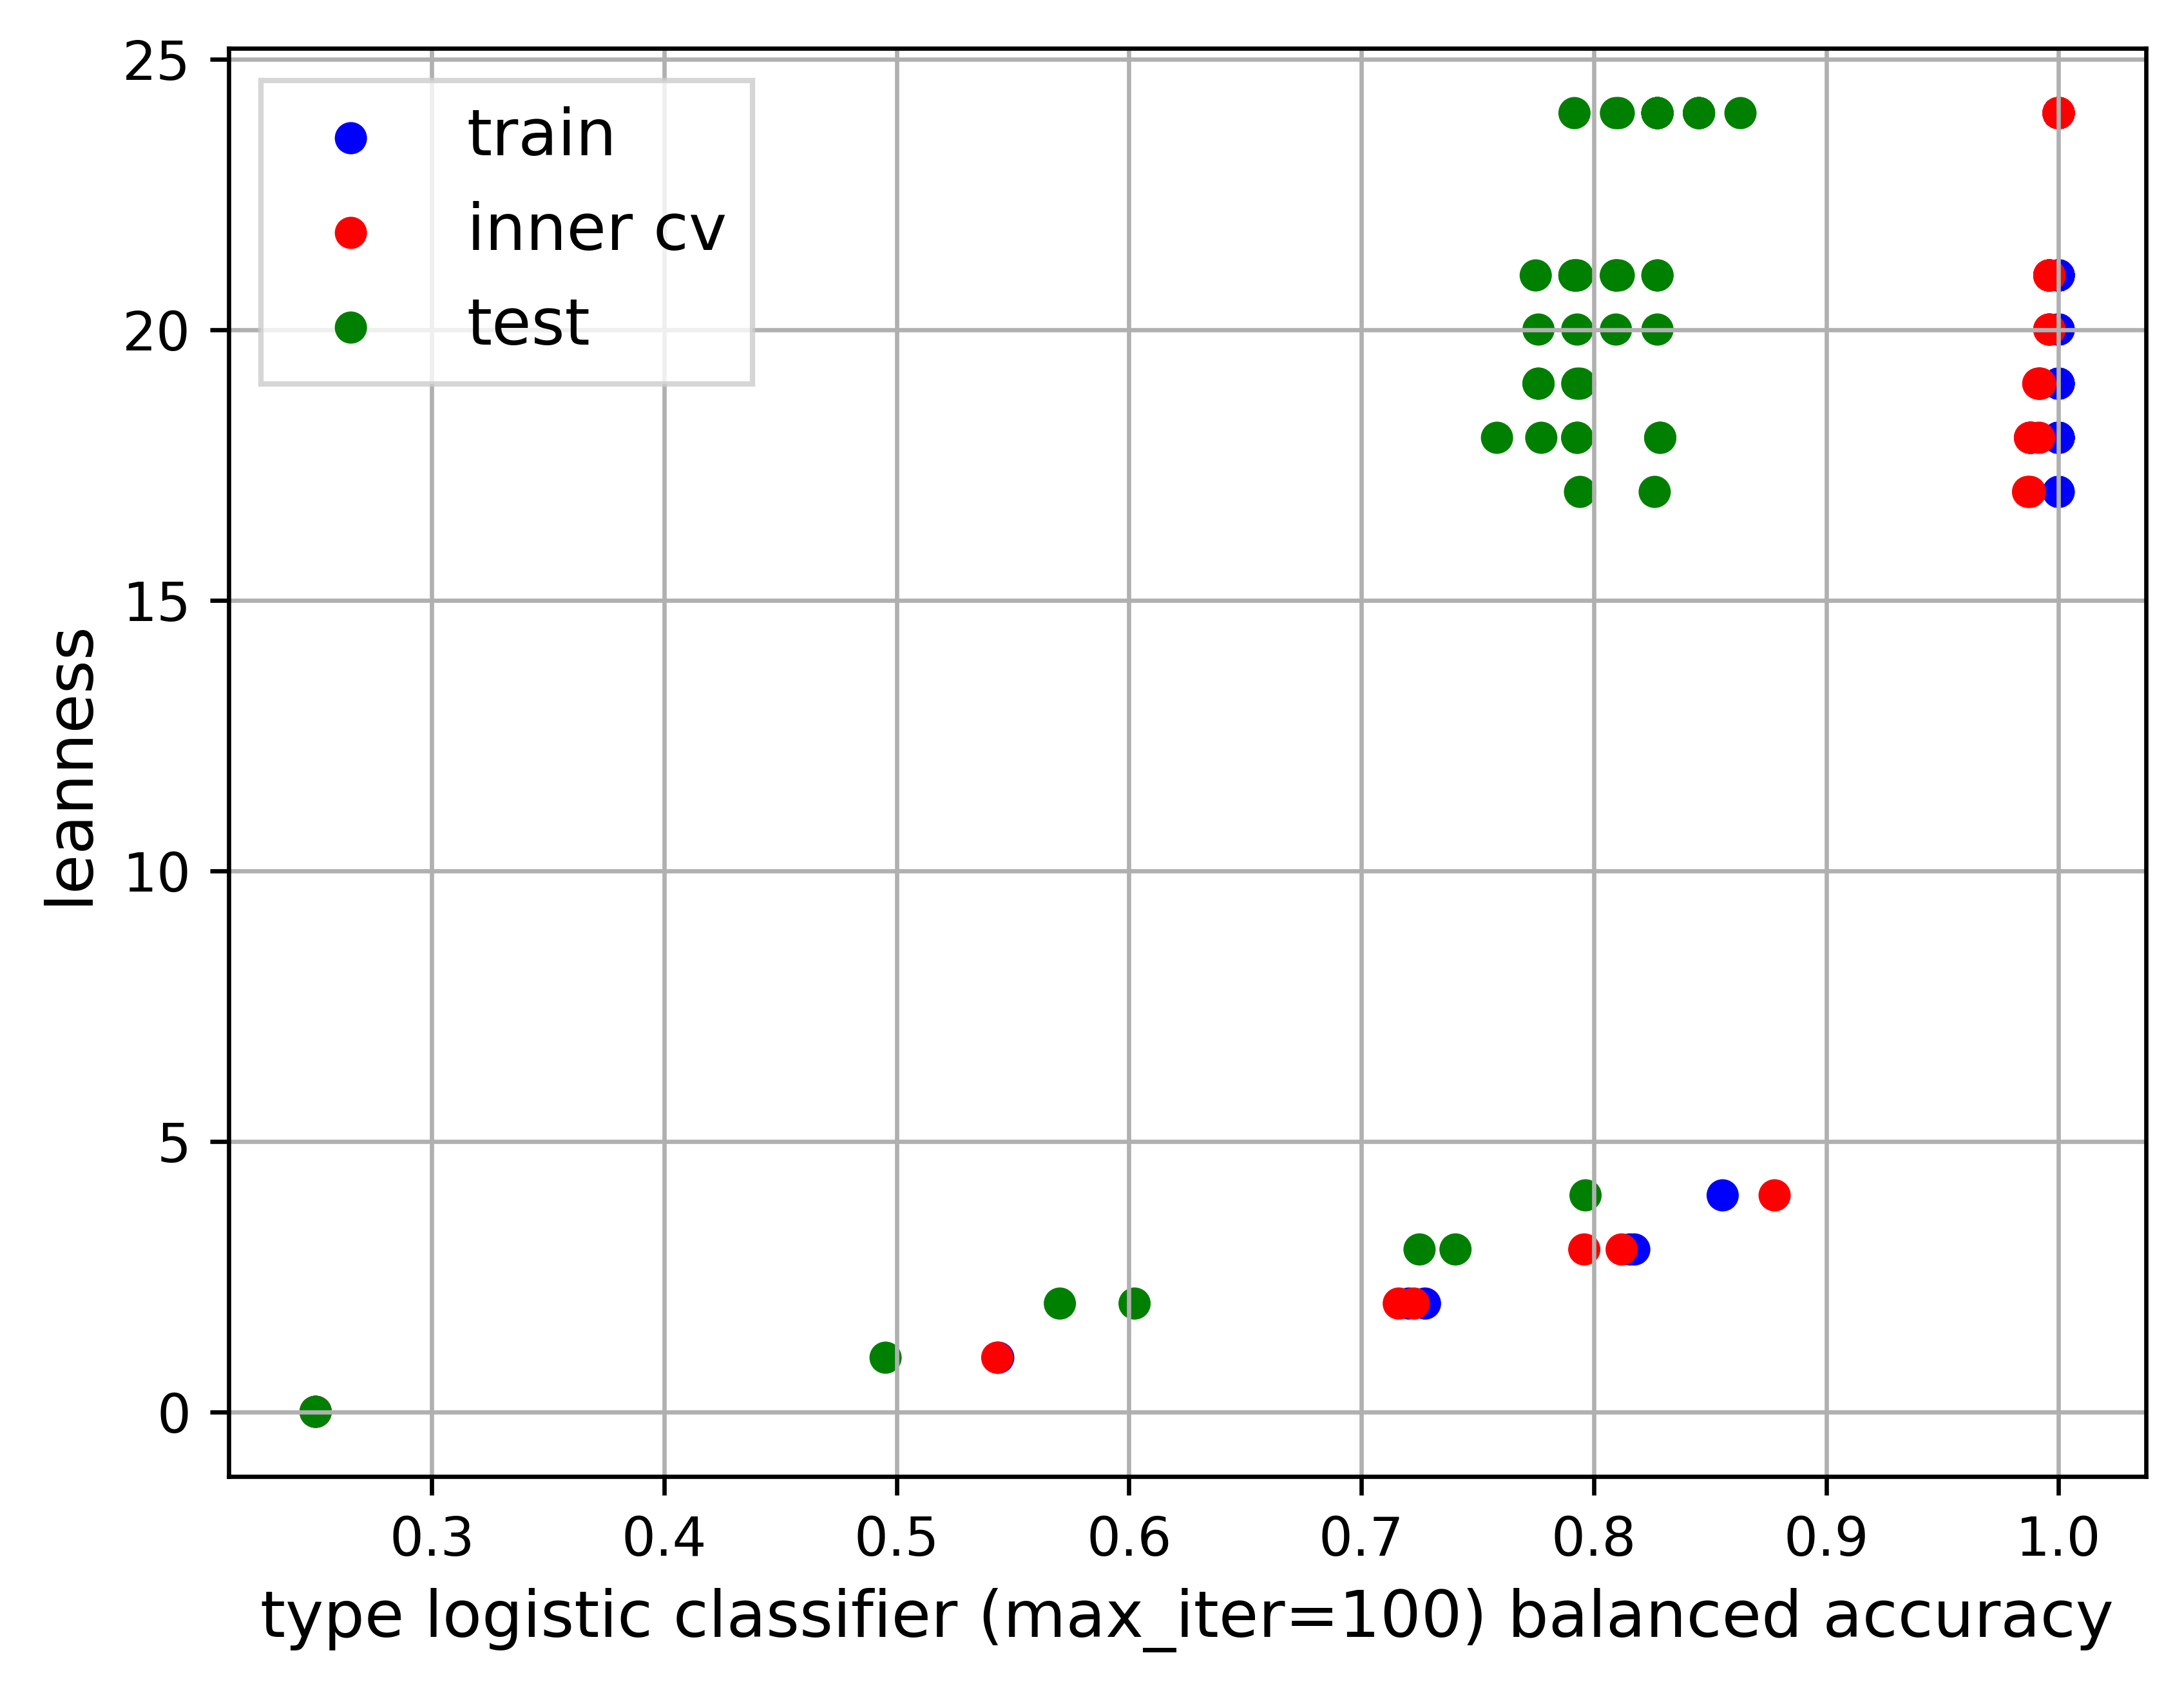 25
20
15
10
5
0
leanness
train
inner cv
test
0.3 0.4 0.5 0.6 0.7 0.8 0.9 1.0
type logistic classifier (max_iter=100) balanced accuracy